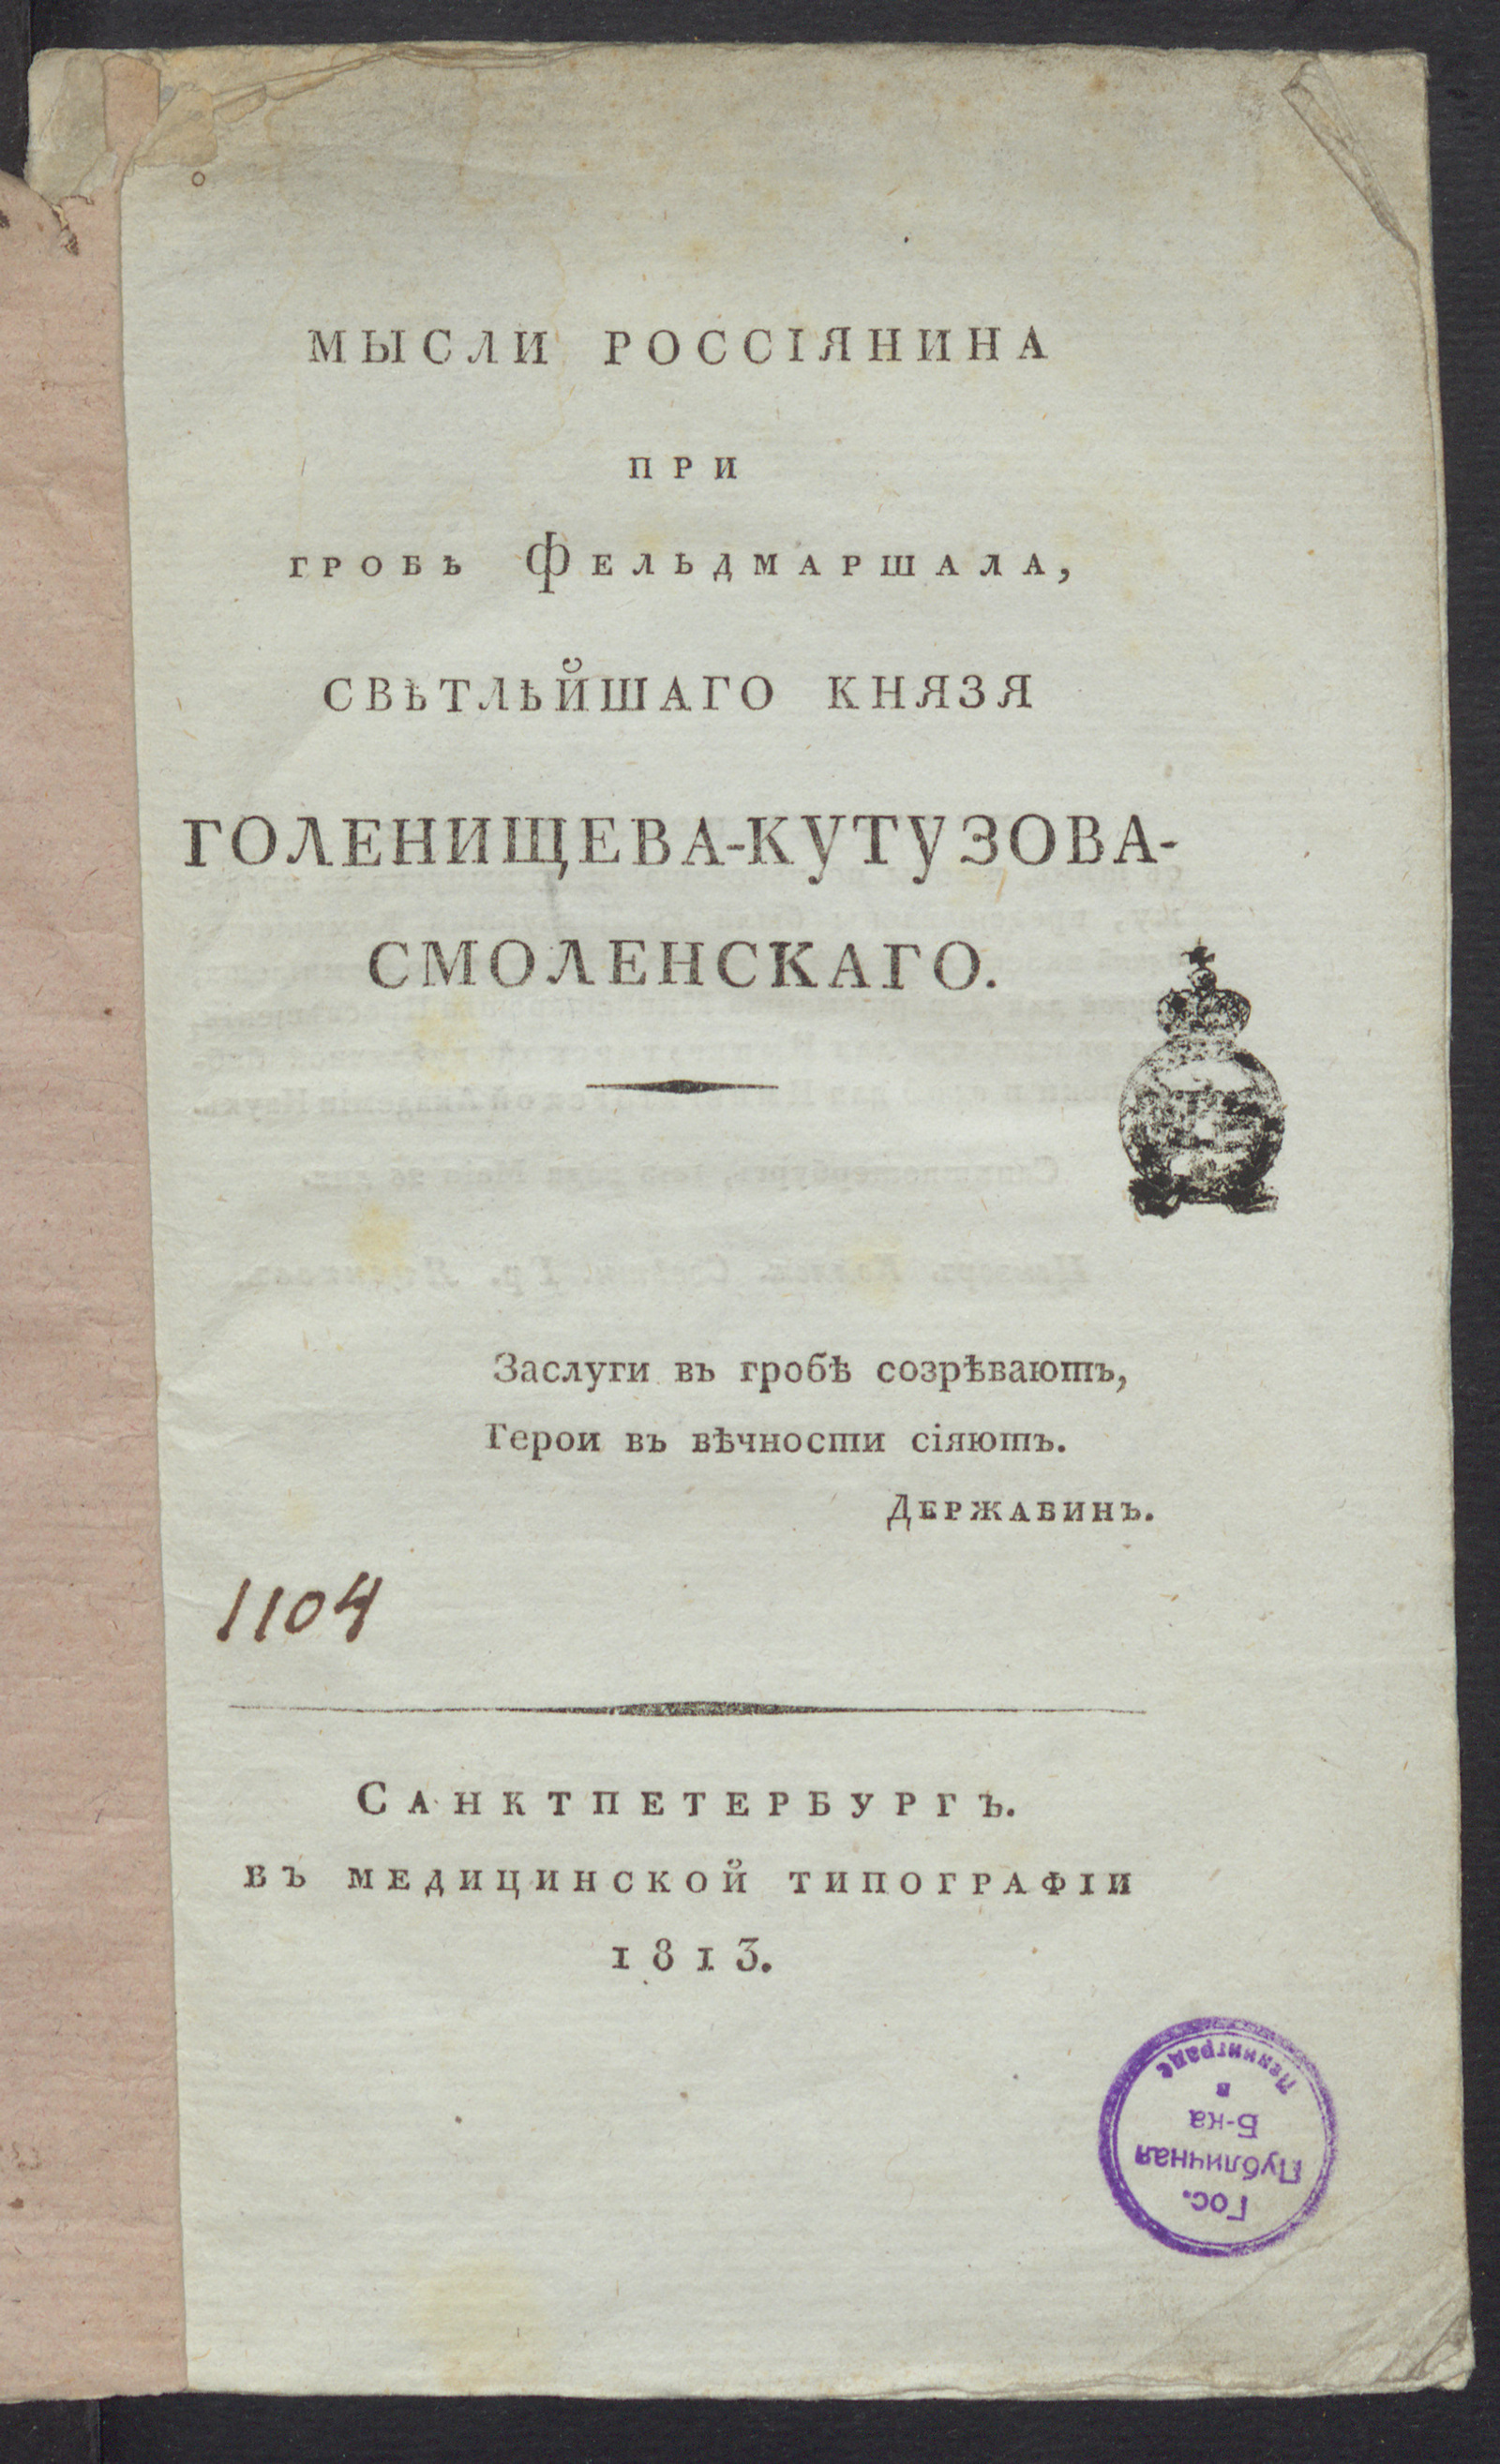 МЫСЛИ РОССІЯНИНА
ПРИ
ГРОБѢ ФЕЛЬДМАРШАЛА,
СВѢТЛѢЙШАГО КНЯЗЯ
ГОЛЕНИЩЕВА-КУТУЗОВА-
СМОЛЕНСКАГО.
Заслуги въ гробѣ созрѣваютъ,
Герои въ вѣчности сіяютъ.
ДЕРЖАВИНЪ.
1104
САНКТПЕТЕРБУРГЪ.
ВЪ МЕДИЦИНСКОЙ ТИПОГРАФІИ
1813.
Гос.
Публичная
Б-ка
в
Ленинграде